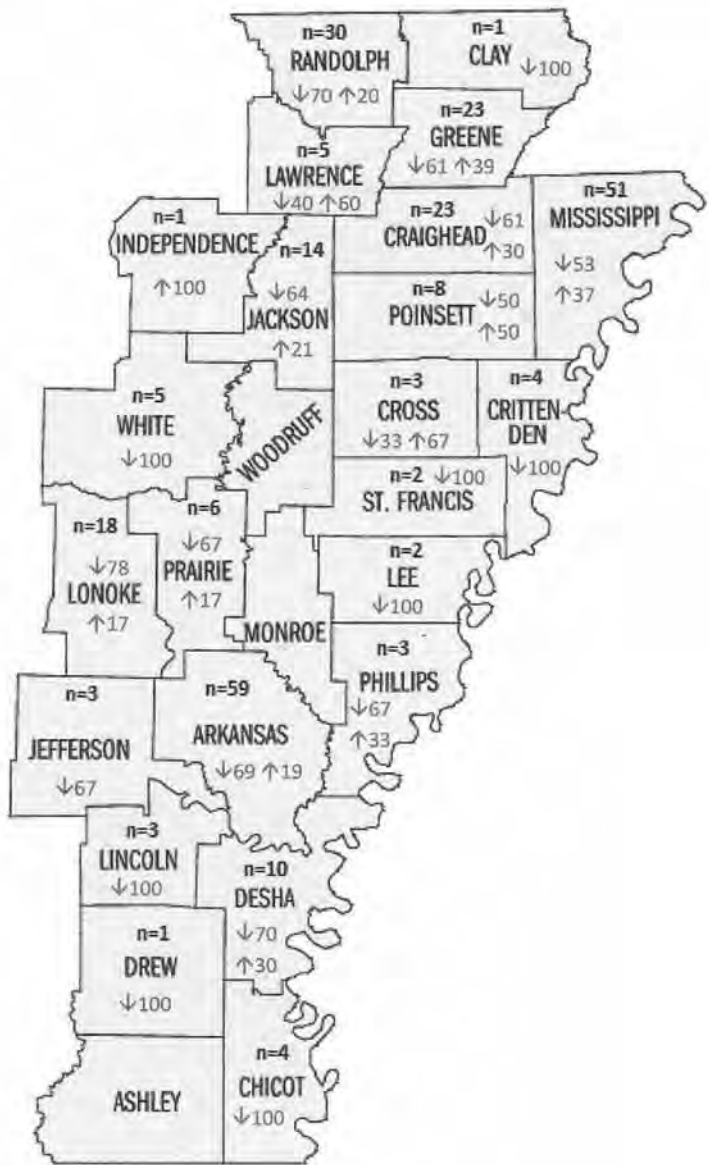 n=30
RANDOLPH
↓70 ↑20
n=1
CLAY
↓100
n=23
GREENE
↓61 ↑39
n=5
LAWRENCE
↓40 ↑60
n=1
INDEPENDENCE
↑100
n=14
↓64
JACKSON
↑21
n=23
CRAIGHEAD
↓61
↑30
n=51
MISSISSIPPI
↓53
↑37
n=8
POINSETT
↓50
↑50
n=5
WHITE
↓100
WOODRUFF
n=3
CROSS
↓33 ↑67
n=4
CRITTEN-
DEN
↓100
n=2 ↓100
ST. FRANCIS
n=18
↓78
LONOKE
↑17
n=6
↓67
PRAIRIE
↑17
MONROE
n=2
LEE
↓100
n=3
PHILLIPS
↓67
↑33
n=3
JEFFERSON
↓67
n=59
ARKANSAS
↓69 ↑19
n=3
LINCOLN
↓100
n=10
DESHA
↓70
↑30
n=1
DREW
↓100
ASHLEY
n=4
CHICOT
↓100